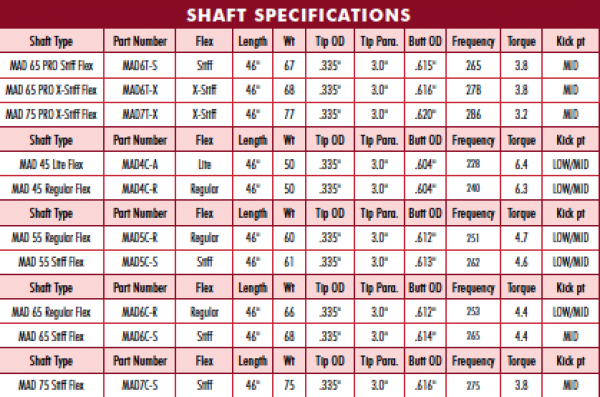 SHAFT SPECIFICATIONS
Shaft Type Part Number Flex Length Wt Tip OD Tip Para. Butt OD Frequency Torque Kick pt
MAD 65 PRO Stiff Flex MAD6T-S Stiff 46" 67 .335" 3.0" .615" 265 3.8 MID
MAD 65 PRO X-Stiff Flex MAD6T-X X-Stiff 46" 68 .335" 3.0" .616" 278 3.8 MID
MAD 75 PRO X-Stiff Flex MAD7T-X X-Stiff 46" 77 .335" 3.0" .620" 286 3.2 MID
Shaft Type Part Number Flex Length Wt Tip OD Tip Para. Butt OD Frequency Torque Kick pt
MAD 45 Lite Flex MAD4C-A Lite 46" 50 .335" 3.0" .604" 228 6.4 LOW/MID
MAD 45 Regular Flex MAD4C-R Regular 46" 50 .335" 3.0" .604" 240 6.3 LOW/MID
Shaft Type Part Number Flex Length Wt Tip OD Tip Para. Butt OD Frequency Torque Kick pt
MAD 55 Regular Flex MAD5C-R Regular 46" 60 .335" 3.0" .612" 251 4.7 LOW/MID
MAD 55 Stiff Flex MAD5C-S Stiff 46" 61 .335" 3.0" .613" 262 4.6 LOW/MID
Shaft Type Part Number Flex Length Wt Tip OD Tip Para. Butt OD Frequency Torque Kick pt
MAD 65 Regular Flex MAD6C-R Regular 46" 66 .335" 3.0" .612" 253 4.4 LOW/MID
MAD 65 Stiff Flex MAD6C-S Stiff 46" 68 .335" 3.0" .614" 265 4.4 MID
Shaft Type Part Number Flex Length Wt Tip OD Tip Para. Butt OD Frequency Torque Kick pt
MAD 75 Stiff Flex MAD7C-S Stiff 46" 75 .335" 3.0" .616" 275 3.8 MID